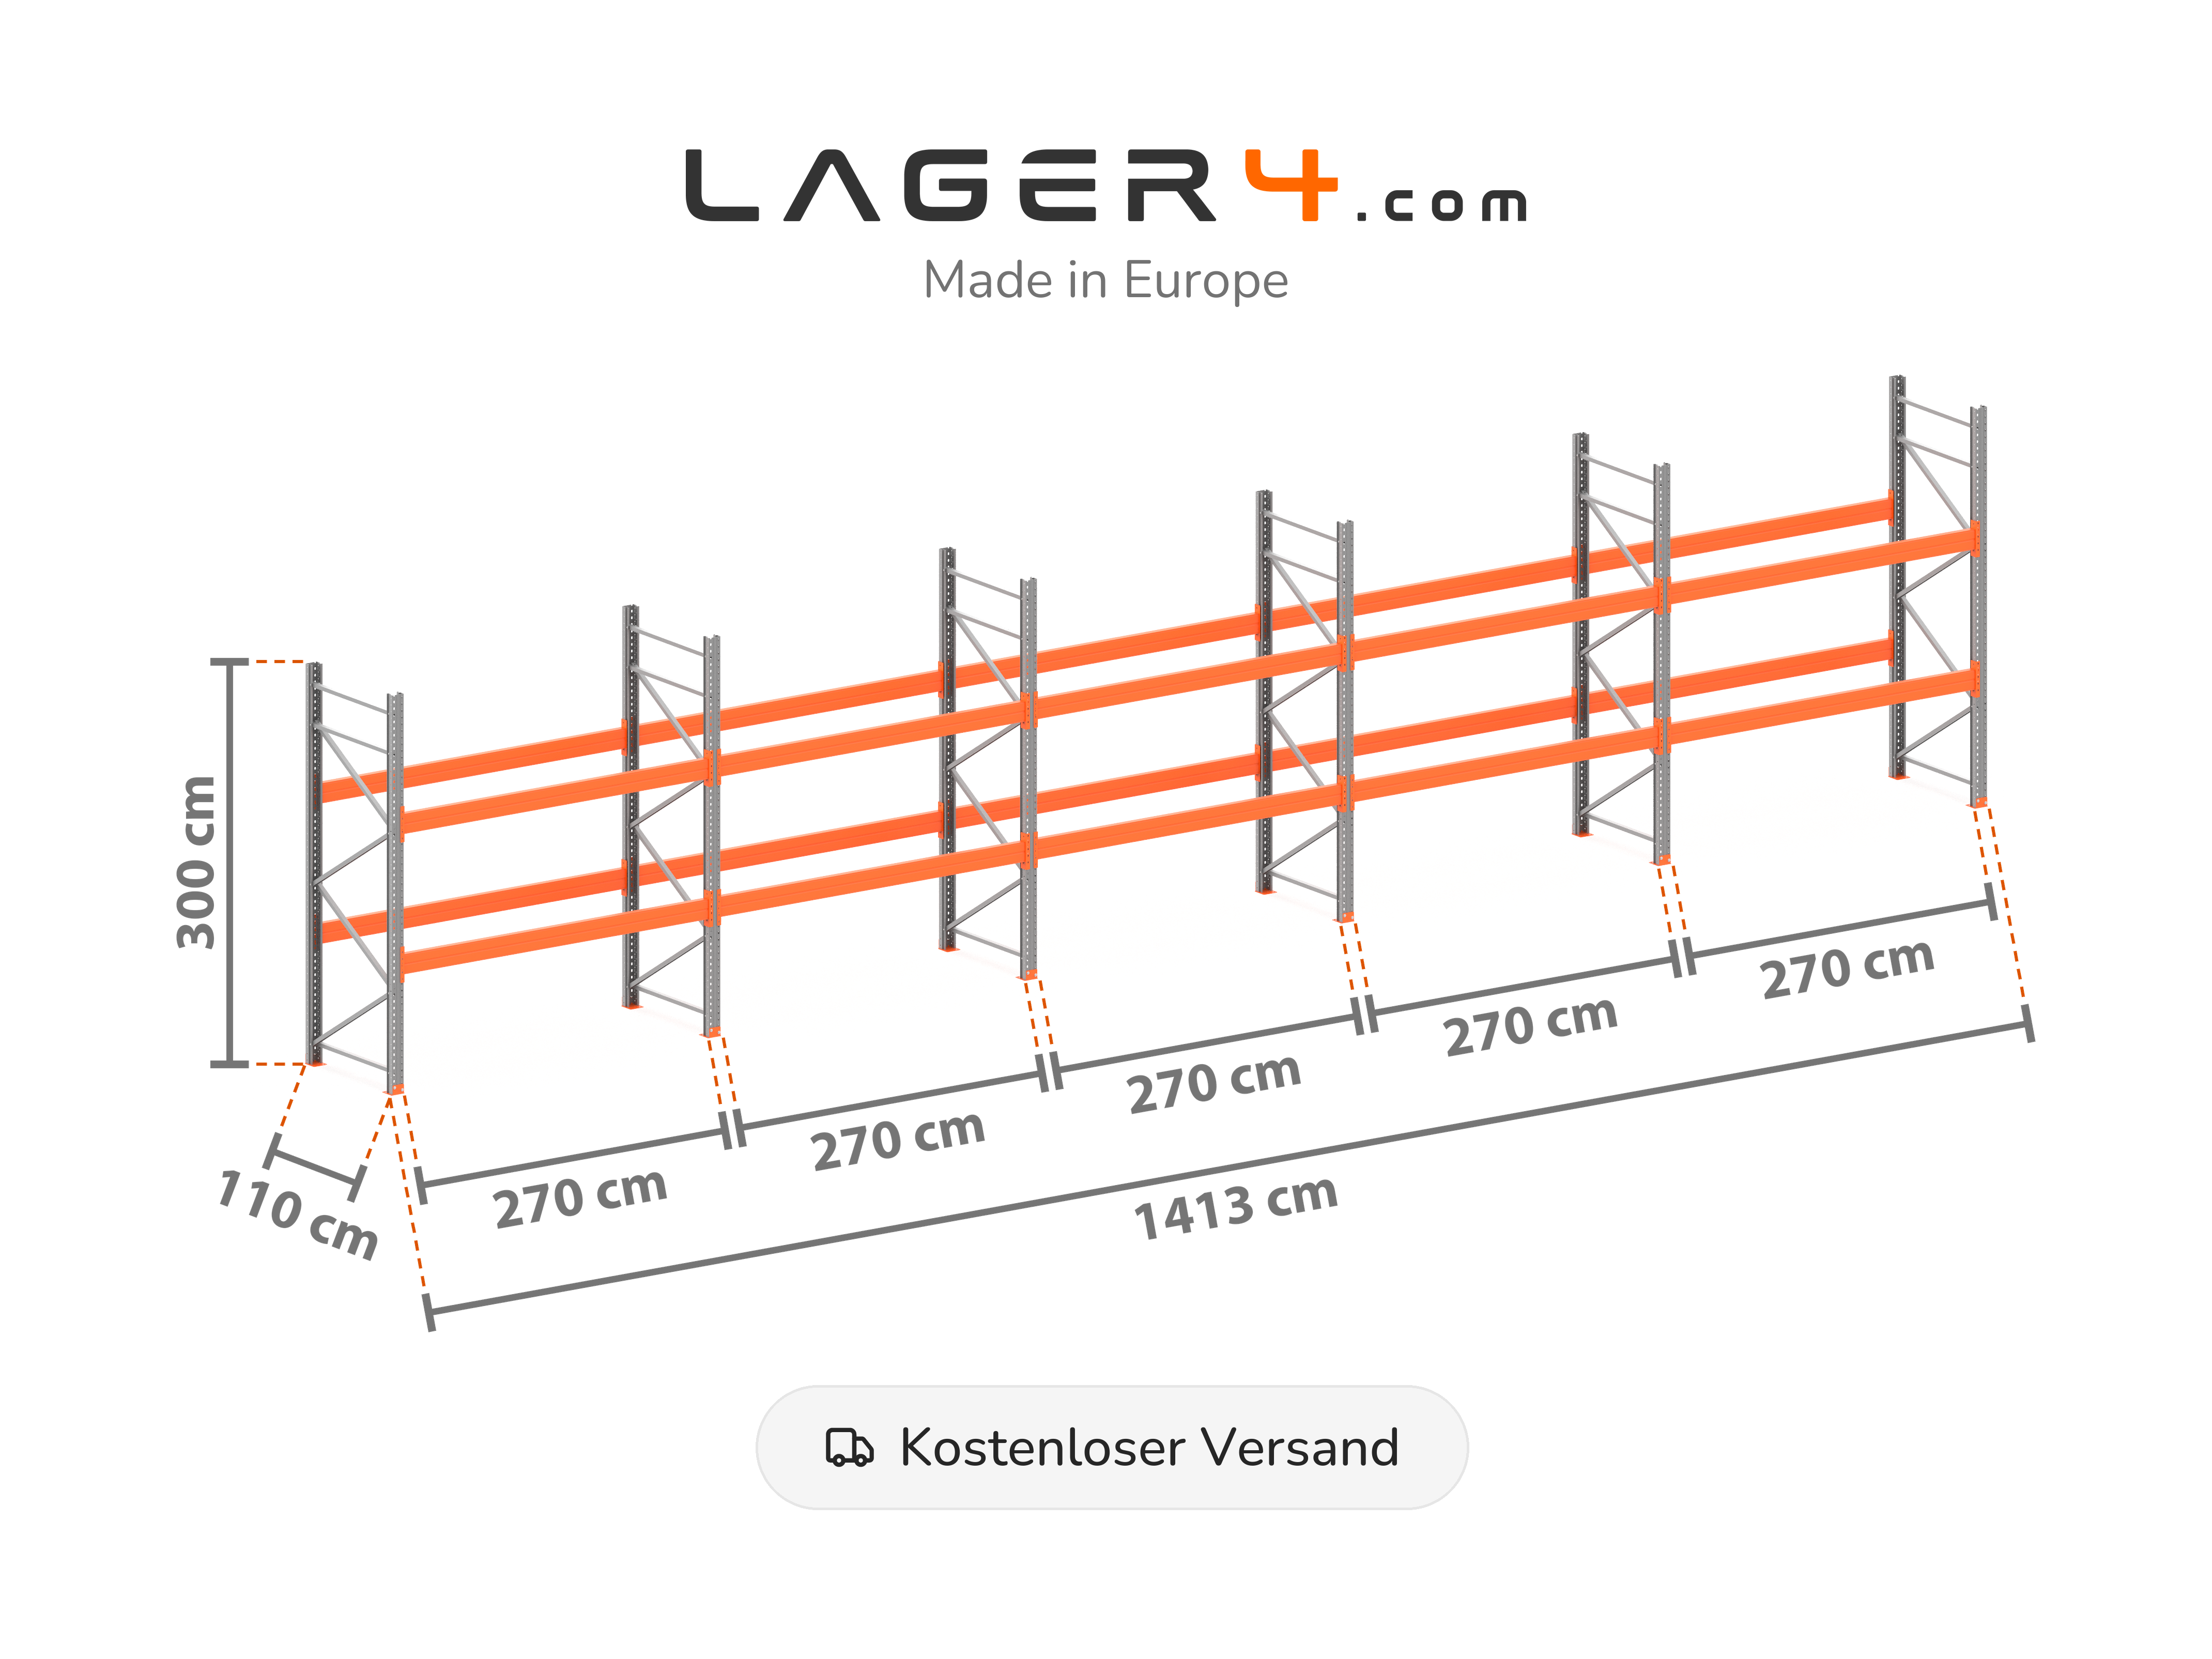 LAGER4.com
Made in Europe
300 cm
110 cm
270 cm
270 cm
270 cm
270 cm
270 cm
1413 cm
Kostenloser Versand